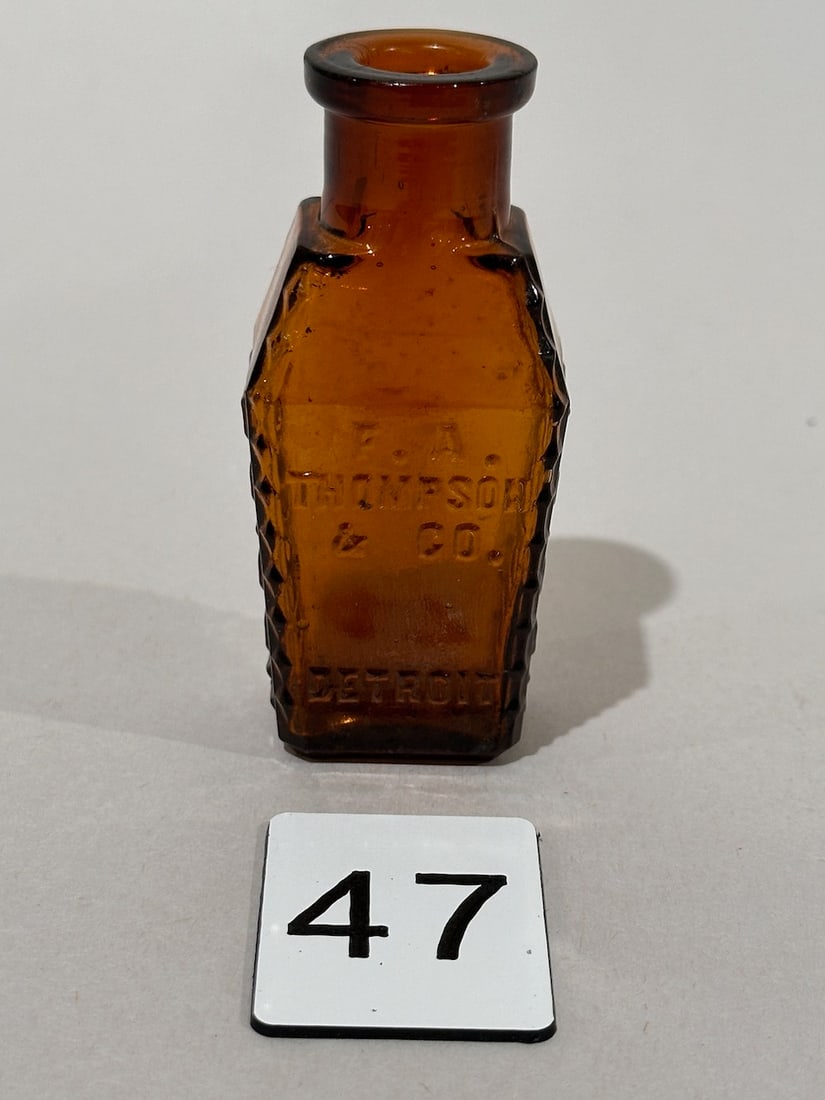 F. A.
THOMPSON
& CO.
DETROIT
47